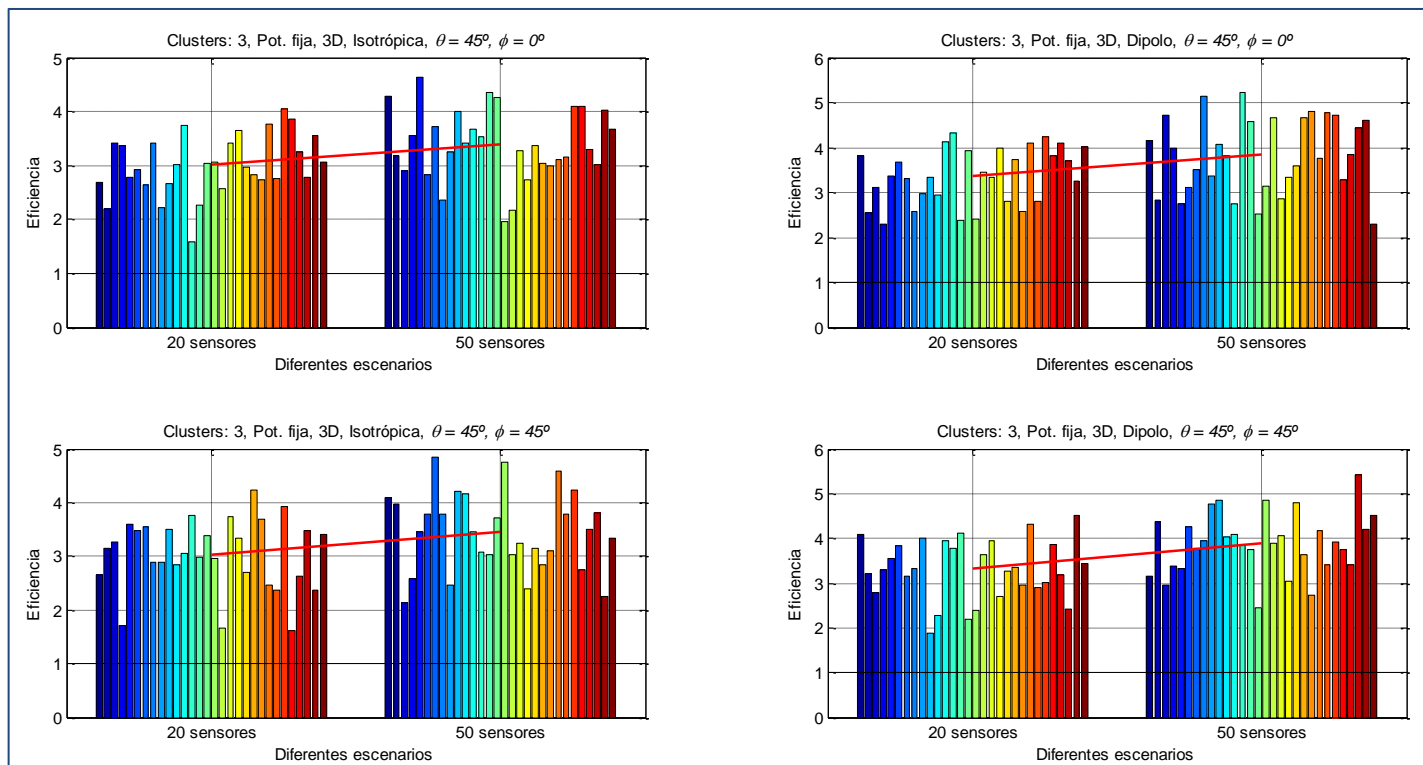 Clusters: 3, Pot. fija, 3D, Isotrópica, θ = 45º, ϕ = 0º
5
4
3
2
1
0
Eficiencia
20 sensores
50 sensores
Diferentes escenarios
Clusters: 3, Pot. fija, 3D, Dipolo, θ = 45º, ϕ = 0º
6
5
4
3
2
1
0
Eficiencia
20 sensores
50 sensores
Diferentes escenarios
Clusters: 3, Pot. fija, 3D, Isotrópica, θ = 45º, ϕ = 45º
5
4
3
2
1
0
Eficiencia
20 sensores
50 sensores
Diferentes escenarios
Clusters: 3, Pot. fija, 3D, Dipolo, θ = 45º, ϕ = 45º
6
5
4
3
2
1
0
Eficiencia
20 sensores
50 sensores
Diferentes escenarios